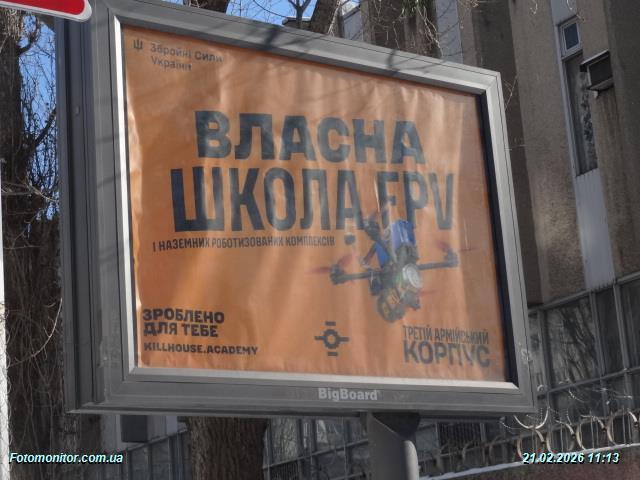 Збройні Сили
України
ВЛАСНА
ШКОЛА FPV
І НАЗЕМНИХ РОБОТИЗОВАНИХ КОМПЛЕКСІВ
ЗРОБЛЕНО
ДЛЯ ТЕБЕ
KILLHOUSE.ACADEMY
ТРЕТІЙ АРМІЙСЬКИЙ
КОРПУС
BigBoard
Fotomonitor.com.ua
21.02.2026 11:13